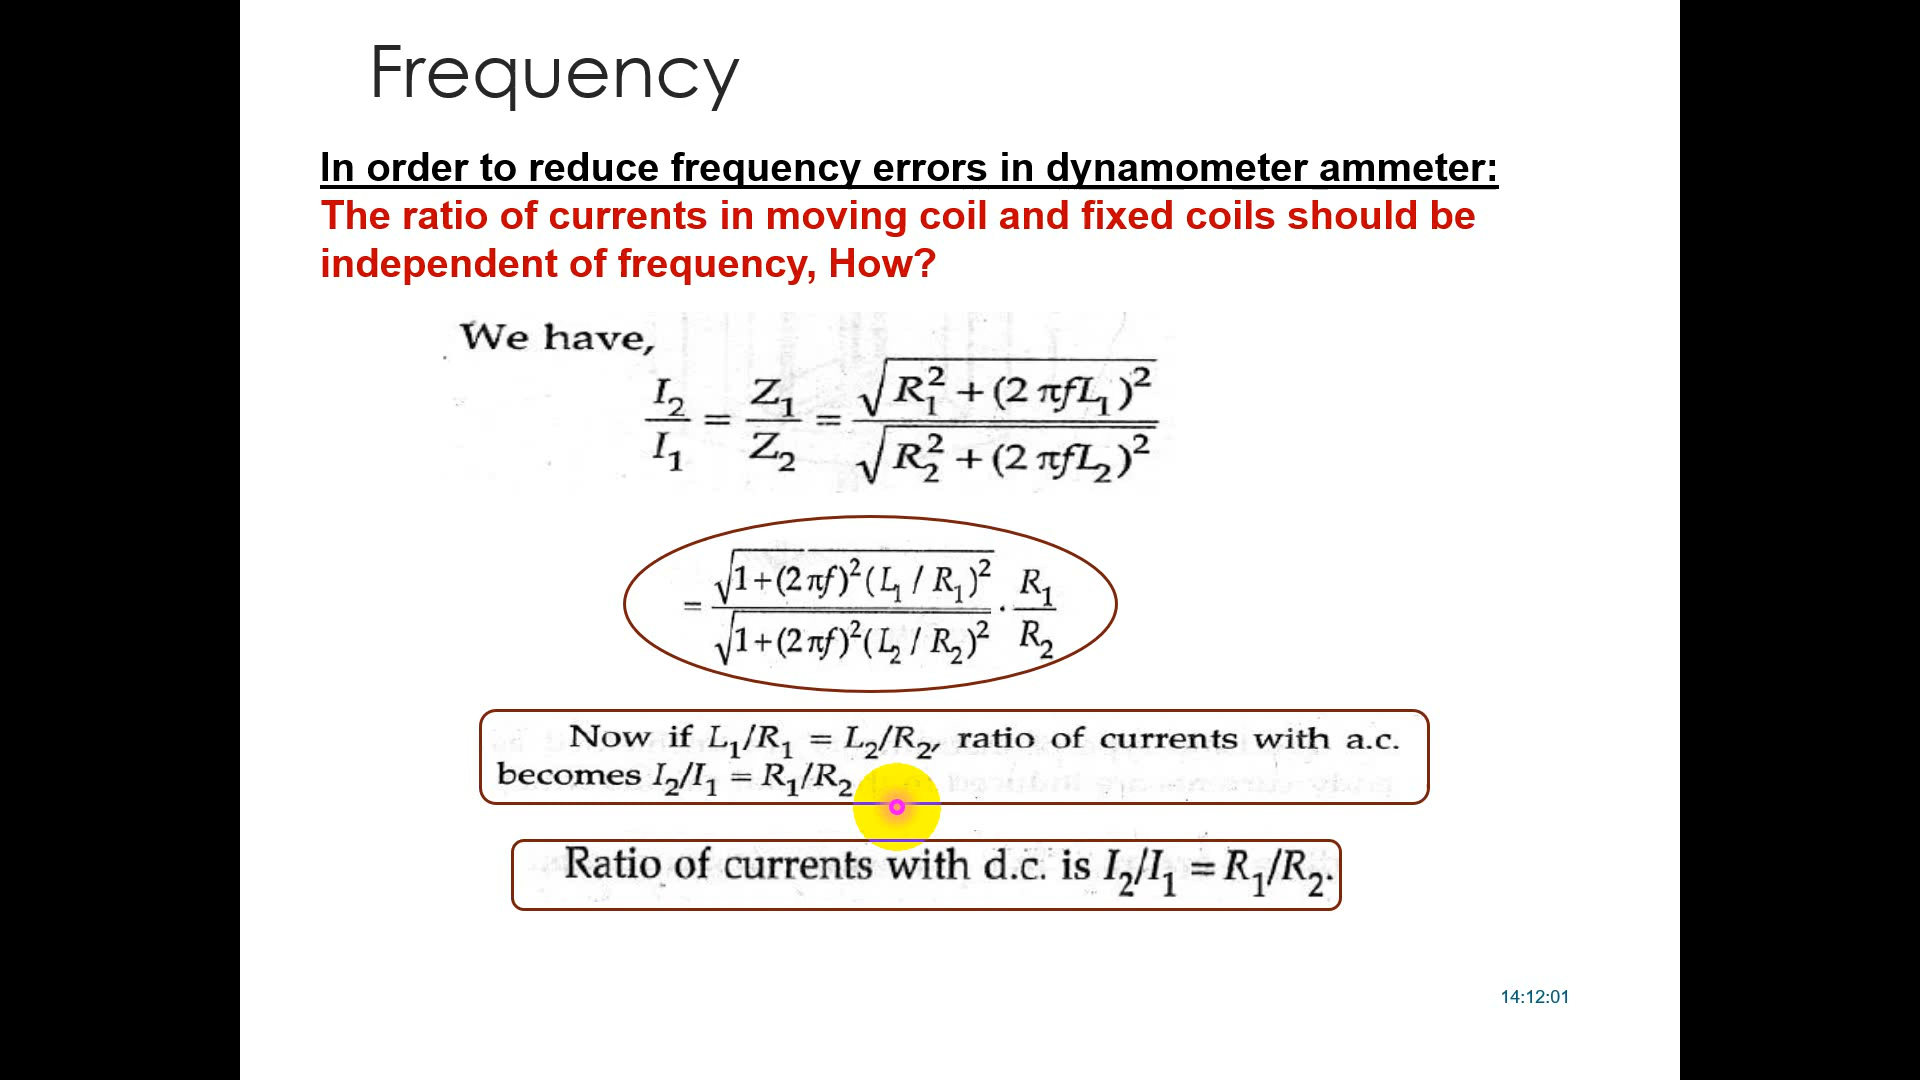 Frequency
In order to reduce frequency errors in dynamometer ammeter:
The ratio of currents in moving coil and fixed coils should be
independent of frequency, How?
We have,
I₂/I₁ = Z₁/Z₂ = √(R₁² + (2πfL₁)²) / √(R₂² + (2πfL₂)²)
= √(1+(2πf)²(L₁/R₁)²) / √(1+(2πf)²(L₂/R₂)²) · R₁/R₂
Now if L₁/R₁ = L₂/R₂, ratio of currents with a.c.
becomes I₂/I₁ = R₁/R₂
Ratio of currents with d.c. is I₂/I₁ = R₁/R₂.
14:12:01